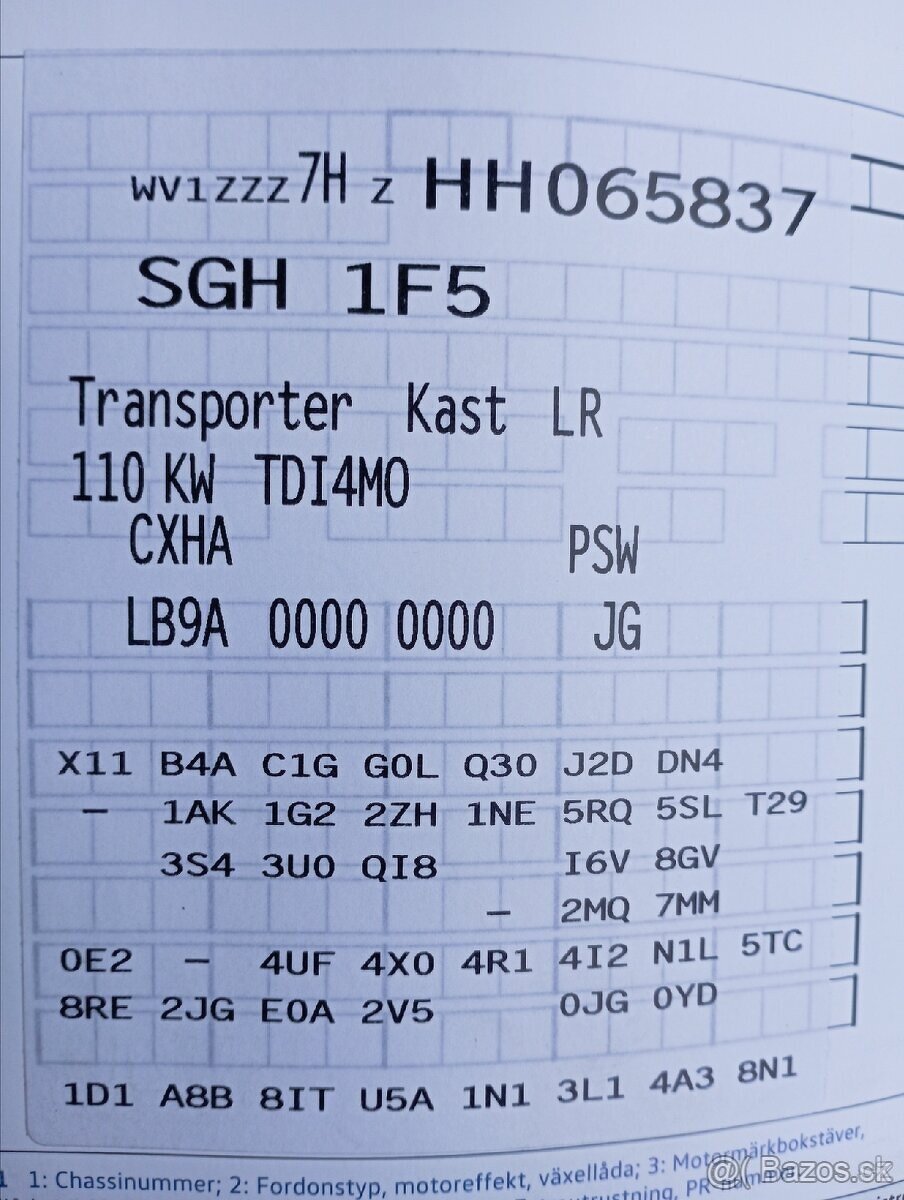 WV1ZZZ7H Z HH065837
SGH 1F5
Transporter Kast LR
110 KW TDI4MO
CXHA PSW
LB9A 0000 0000 JG
X11 B4A C1G G0L Q30 J2D DN4
- 1AK 1G2 2ZH 1NE 5RQ 5SL T29
3S4 3U0 QI8 I6V 8GV
- 2MQ 7MM
0E2 - 4UF 4X0 4R1 4I2 N1L 5TC
8RE 2JG E0A 2V5 0JG 0YD
1D1 A8B 8IT U5A 1N1 3L1 4A3 8N1
1: Chassinummer; 2: Fordonstyp, motoreffekt, växellåda; 3: Motormärkbokstäver,
Bazos.sk